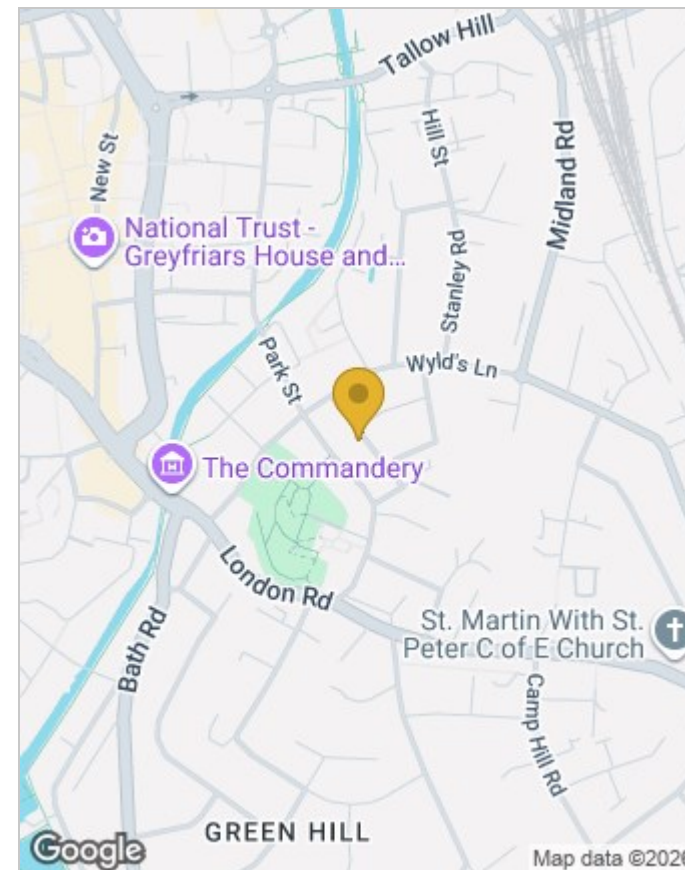 Tallow Hill
New St
Hill St
Midland Rd
National Trust -
Greyfriars House and...
Stanley Rd
Park St
Wyld's Ln
The Commandery
London Rd
St. Martin With St.
Peter C of E Church
Bath Rd
Camp Hill Rd
GREEN HILL
Google
Map data ©2026